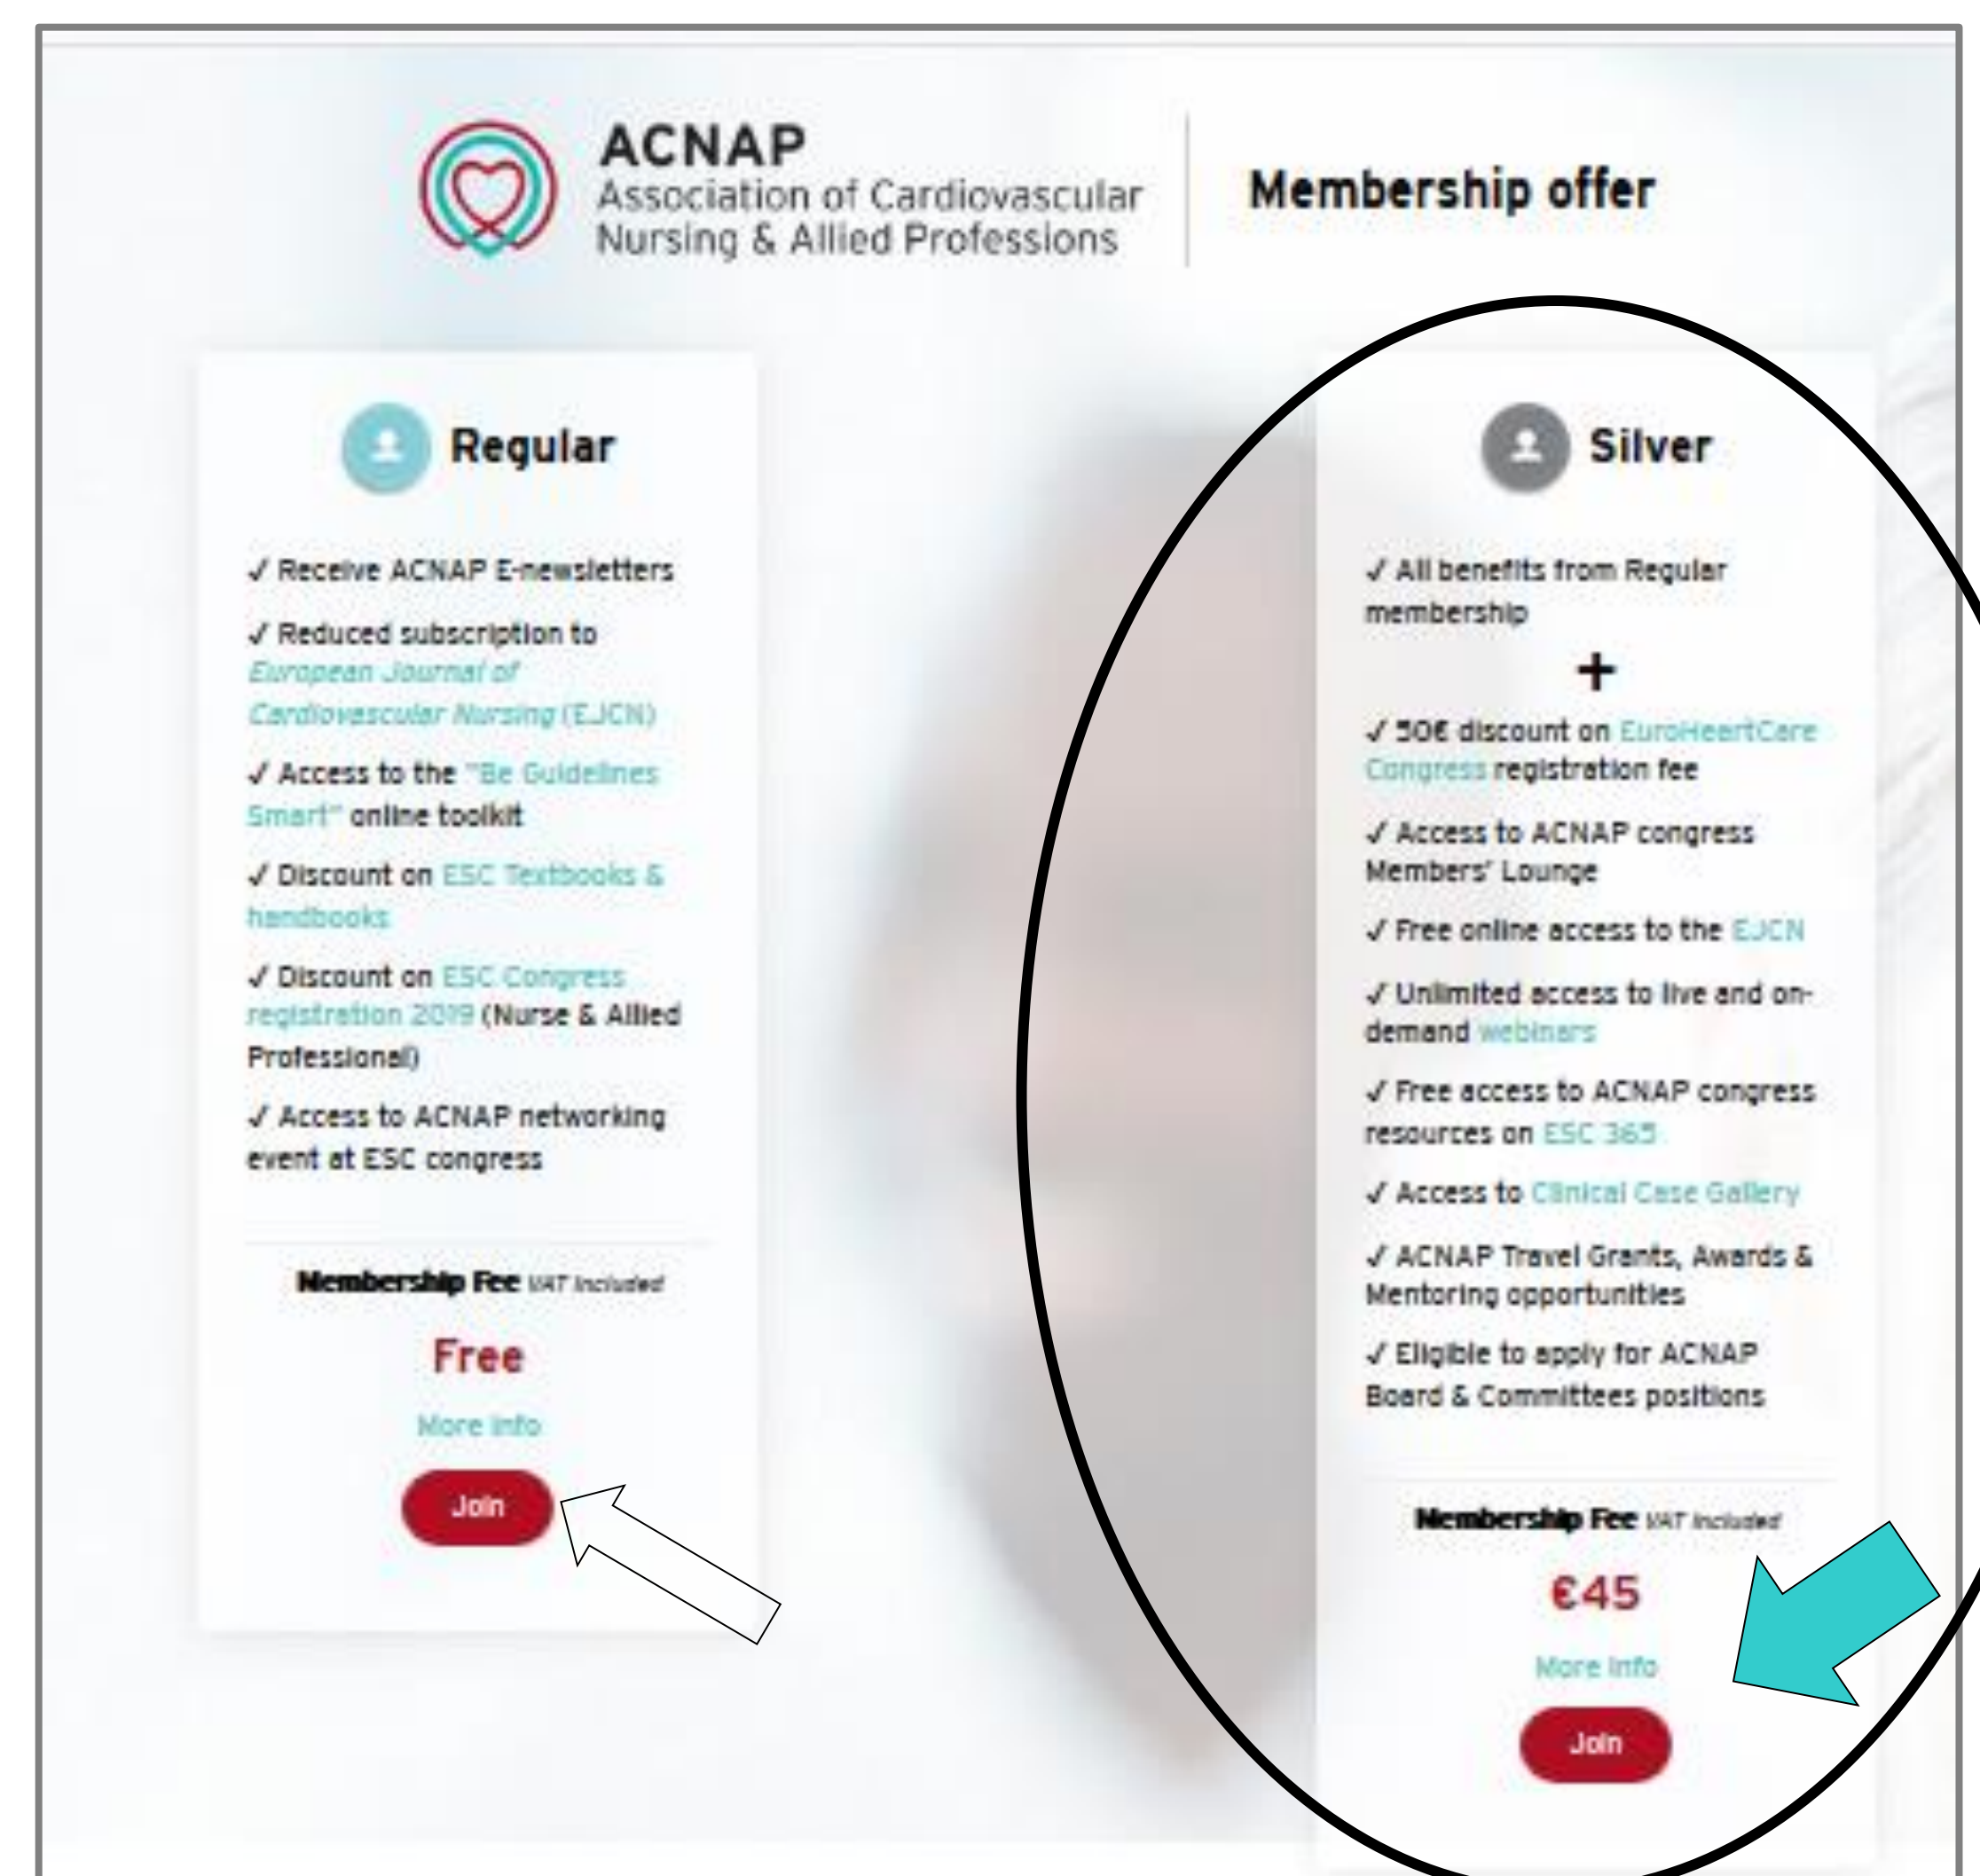 ACNAP
Association of Cardiovascular
Nursing & Allied Professions
Membership offer
Regular
✓ Receive ACNAP E-newsletters
✓ Reduced subscription to
European Journal of
Cardiovascular Nursing (EJCN)
✓ Access to the "Be Guidelines
Smart" online toolkit
✓ Discount on ESC Textbooks &
handbooks
✓ Discount on ESC Congress
registration 2019 (Nurse & Allied
Professional)
✓ Access to ACNAP networking
event at ESC congress
Membership Fee VAT Included
Free
More info
Join
Silver
✓ All benefits from Regular
membership
+
✓ 50€ discount on EuroHeartCare
Congress registration fee
✓ Access to ACNAP congress
Members' Lounge
✓ Free online access to the EJCN
✓ Unlimited access to live and on-
demand webinars
✓ Free access to ACNAP congress
resources on ESC 365
✓ Access to Clinical Case Gallery
✓ ACNAP Travel Grants, Awards &
Mentoring opportunities
✓ Eligible to apply for ACNAP
Board & Committees positions
Membership Fee VAT Included
€45
More info
Join